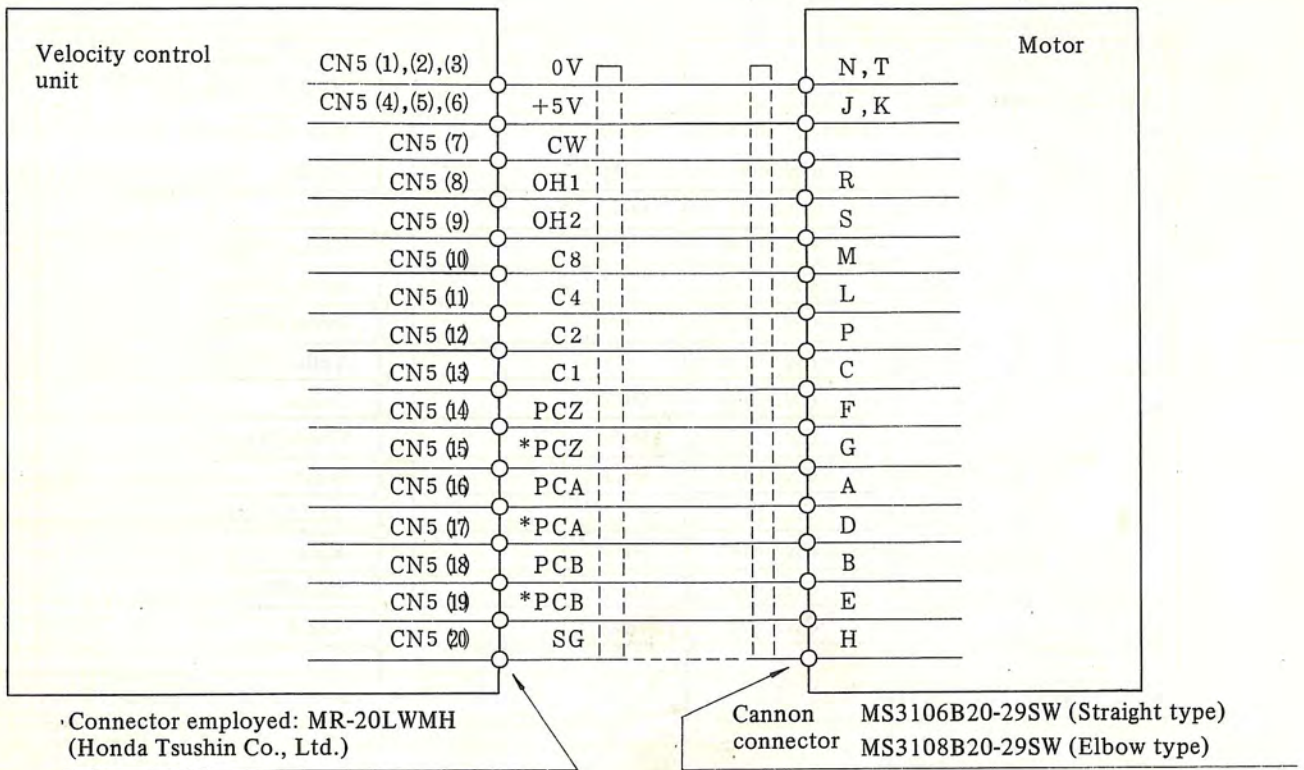 Velocity control
unit
Motor
CN5 (1),(2),(3) 0V N,T
CN5 (4),(5),(6) +5V J,K
CN5 (7) CW
CN5 (8) OH1 R
CN5 (9) OH2 S
CN5 (10) C8 M
CN5 (11) C4 L
CN5 (12) C2 P
CN5 (13) C1 C
CN5 (14) PCZ F
CN5 (15) *PCZ G
CN5 (16) PCA A
CN5 (17) *PCA D
CN5 (18) PCB B
CN5 (19) *PCB E
CN5 (20) SG H
Connector employed: MR-20LWMH
(Honda Tsushin Co., Ltd.)
Cannon MS3106B20-29SW (Straight type)
connector MS3108B20-29SW (Elbow type)